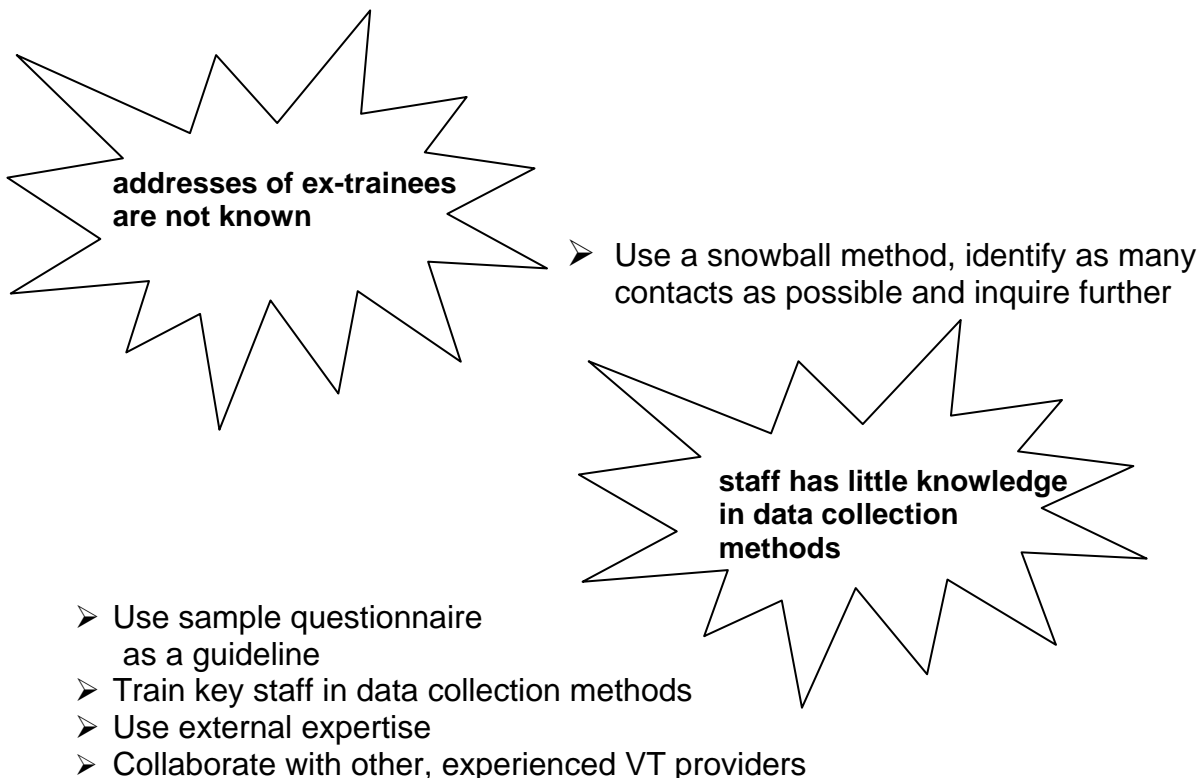 addresses of ex-trainees
are not known
➢ Use a snowball method, identify as many
contacts as possible and inquire further
staff has little knowledge
in data collection
methods
➢ Use sample questionnaire
as a guideline
➢ Train key staff in data collection methods
➢ Use external expertise
➢ Collaborate with other, experienced VT providers